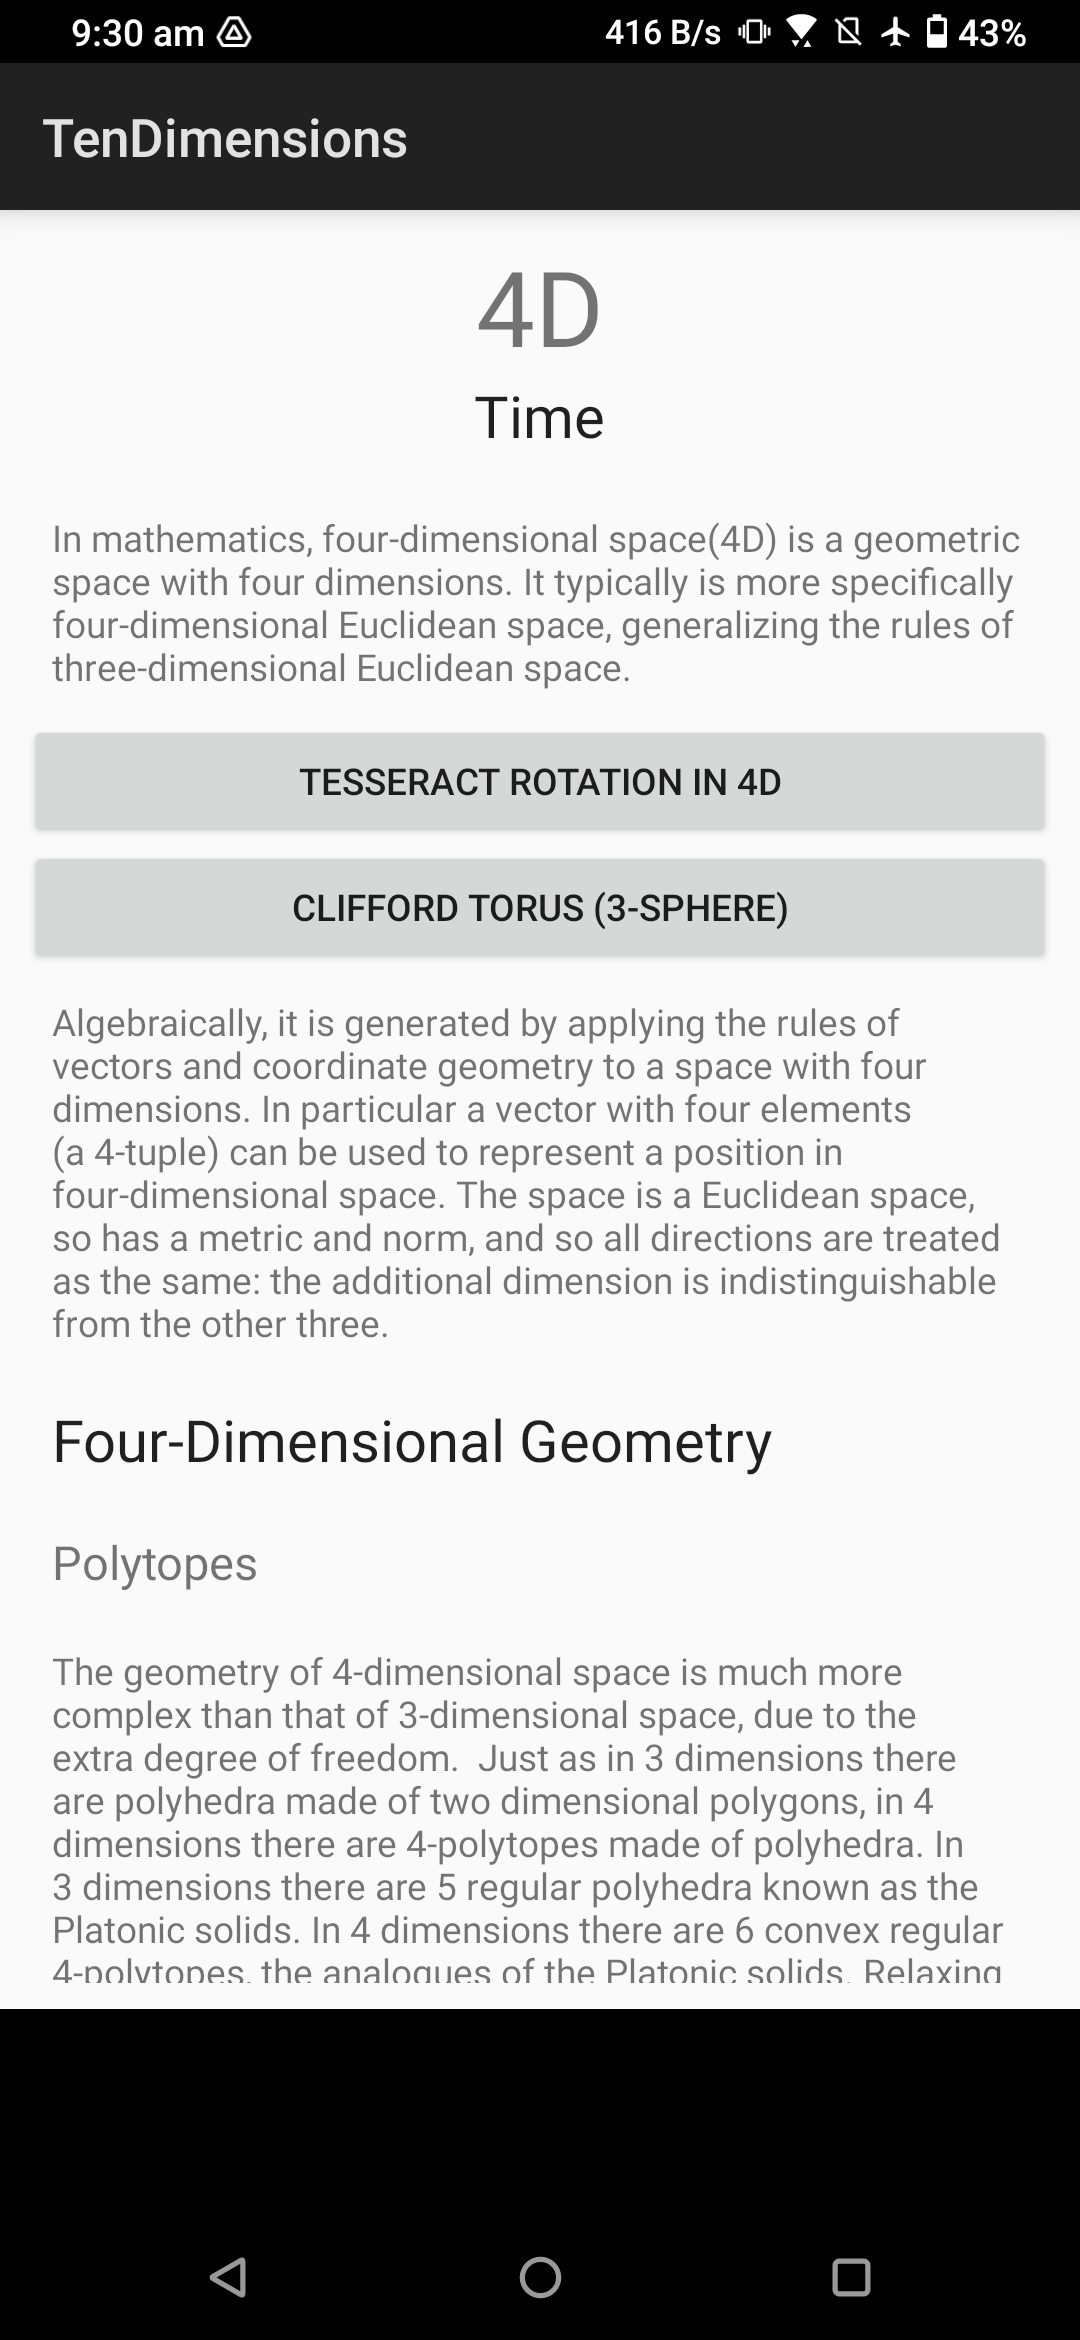 9:30 am
416 B/s 43%
TenDimensions
4D
Time
In mathematics, four-dimensional space(4D) is a geometric
space with four dimensions. It typically is more specifically
four-dimensional Euclidean space, generalizing the rules of
three-dimensional Euclidean space.
TESSERACT ROTATION IN 4D
CLIFFORD TORUS (3-SPHERE)
Algebraically, it is generated by applying the rules of
vectors and coordinate geometry to a space with four
dimensions. In particular a vector with four elements
(a 4-tuple) can be used to represent a position in
four-dimensional space. The space is a Euclidean space,
so has a metric and norm, and so all directions are treated
as the same: the additional dimension is indistinguishable
from the other three.
Four-Dimensional Geometry
Polytopes
The geometry of 4-dimensional space is much more
complex than that of 3-dimensional space, due to the
extra degree of freedom.  Just as in 3 dimensions there
are polyhedra made of two dimensional polygons, in 4
dimensions there are 4-polytopes made of polyhedra. In
3 dimensions there are 5 regular polyhedra known as the
Platonic solids. In 4 dimensions there are 6 convex regular
4-polytopes, the analogues of the Platonic solids. Relaxing